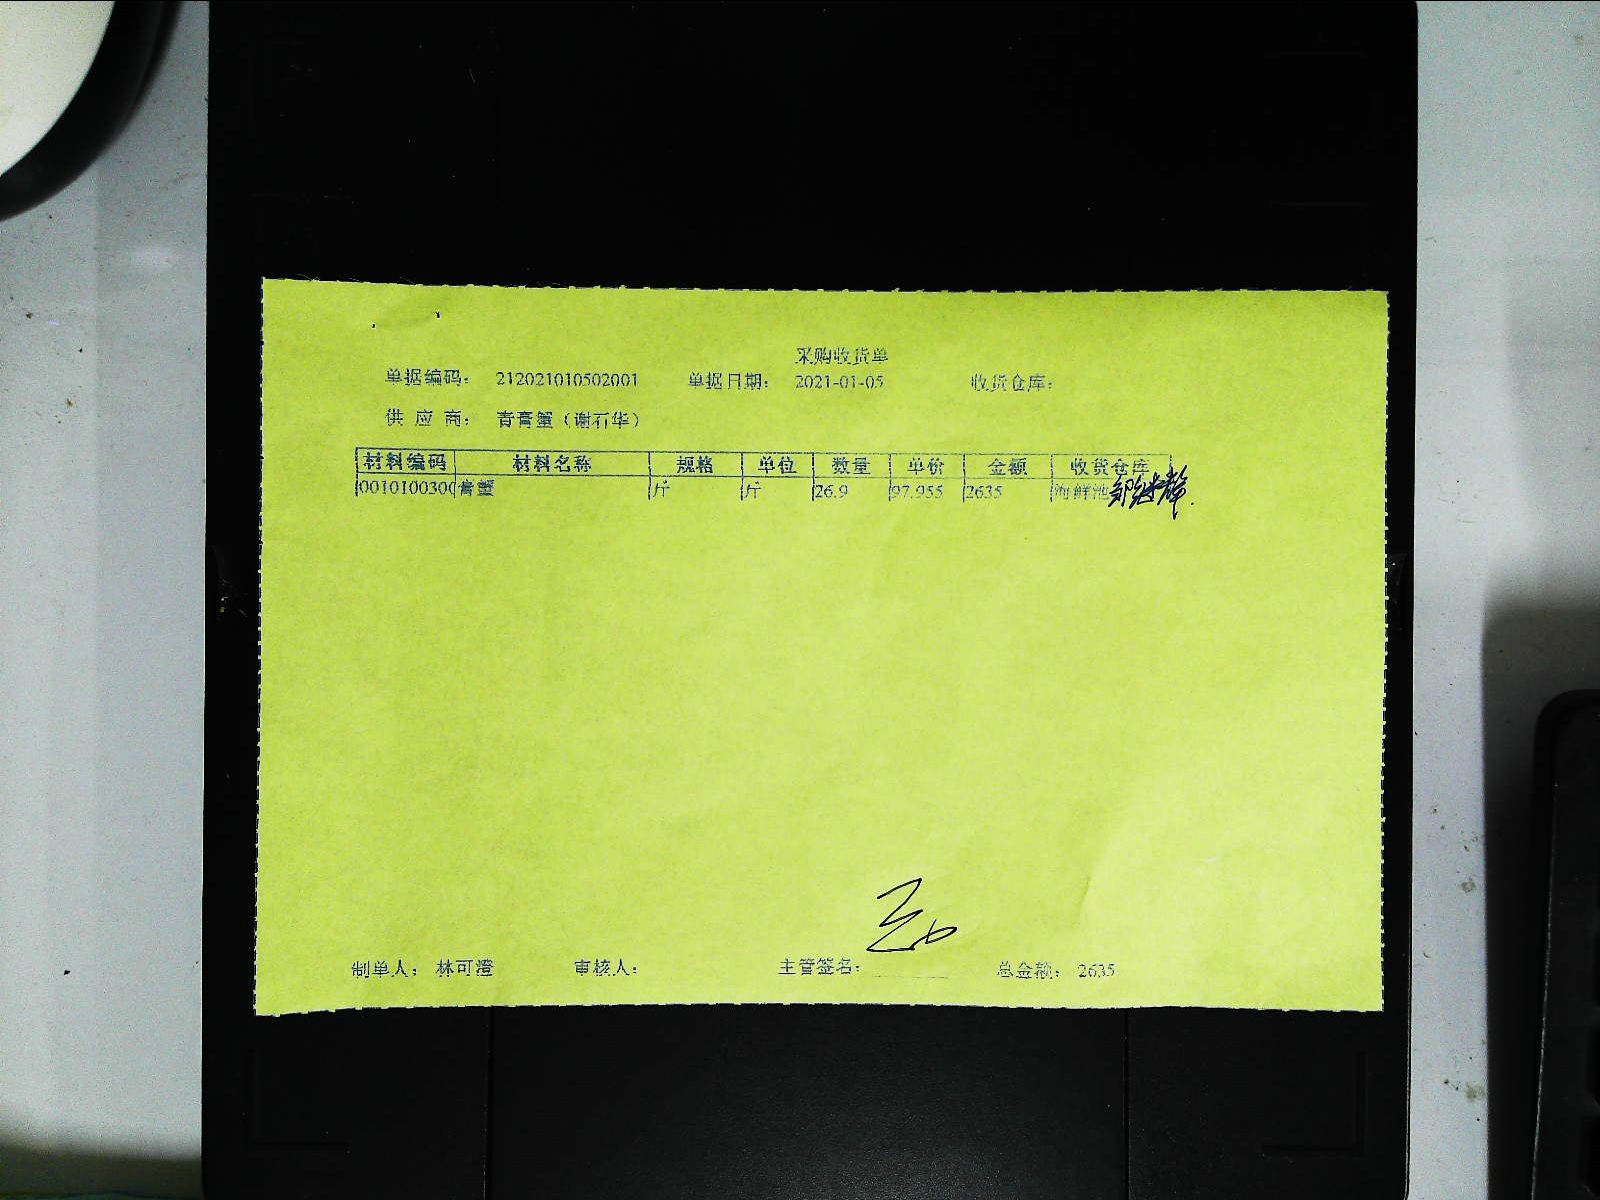 采购收货单
单据编码： 212021010502001 单据日期： 2021-01-05 收货仓库：
供 应 商： 青膏蟹（谢石华）
材料编码 材料名称 规格 单位 数量 单价 金额 收货仓库
0010100300 青蟹 斤 斤 26.9 97.955 2635 海鲜池
制单人： 林可澄 审核人： 主管签名： 总金额： 2635